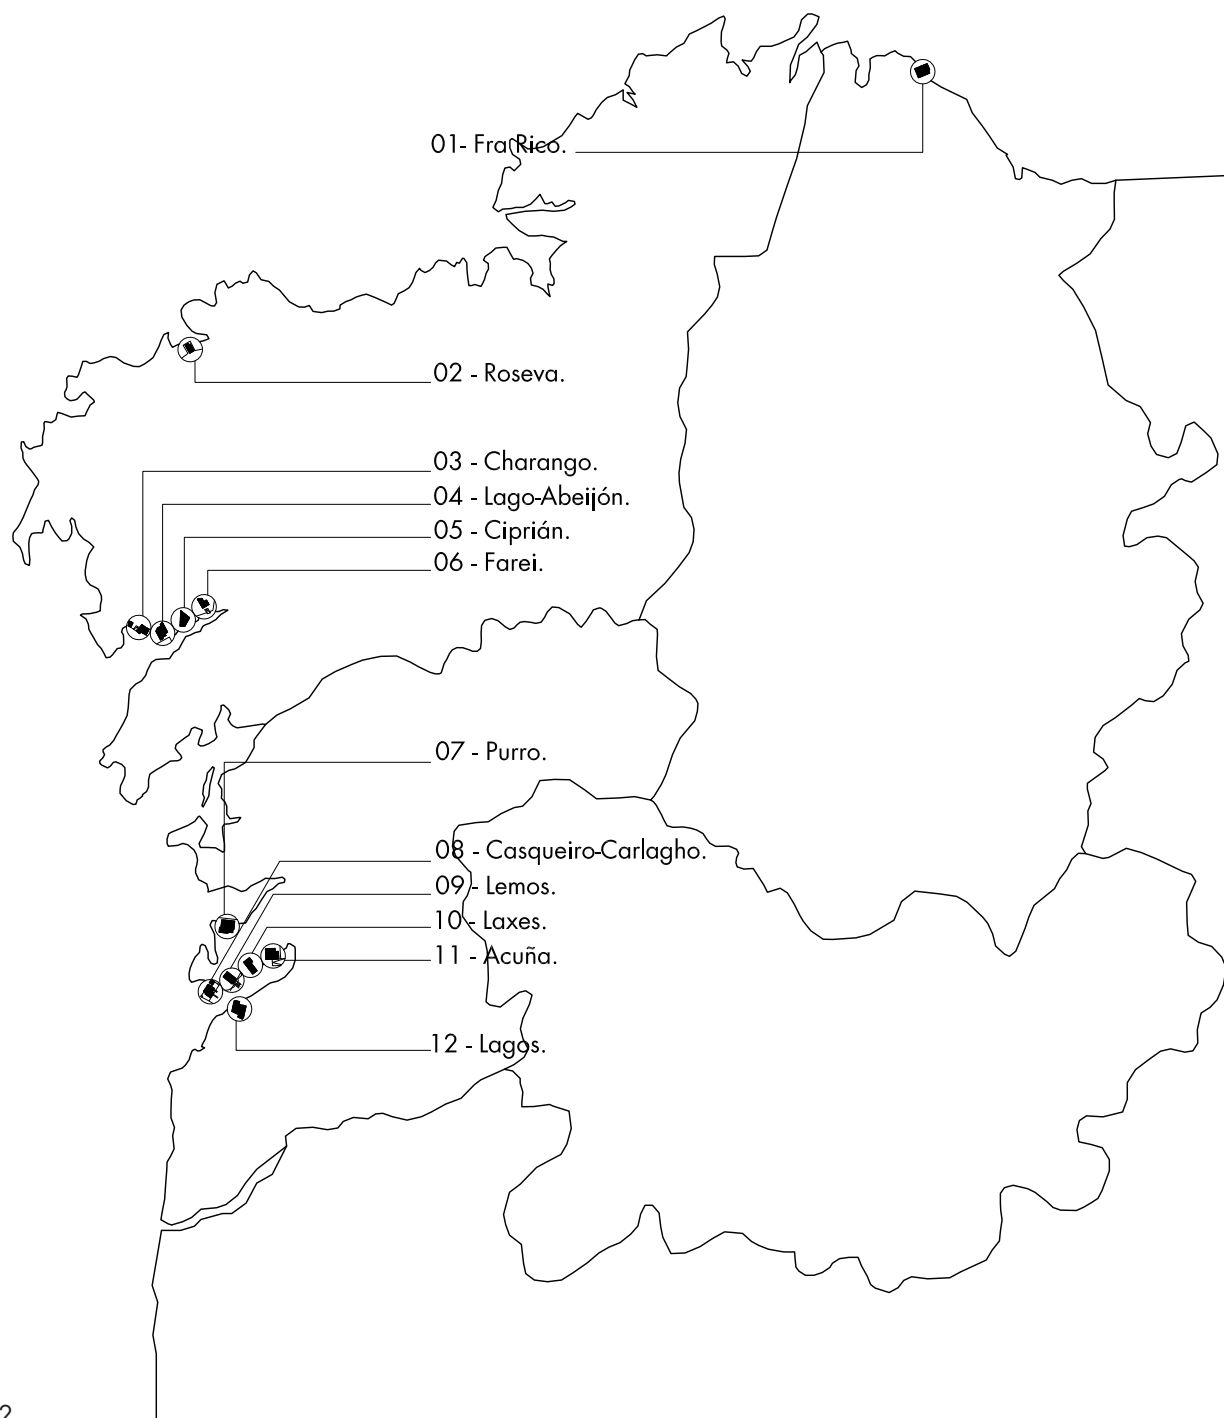 01- Fra Rico.
02 - Roseva.
03 - Charango.
04 - Lago-Abeijón.
05 - Ciprián.
06 - Farei.
07 - Purro.
08 - Casqueiro-Carlagho.
09 - Lemos.
10 - Laxes.
11 - Acuña.
12 - Lagos.
2